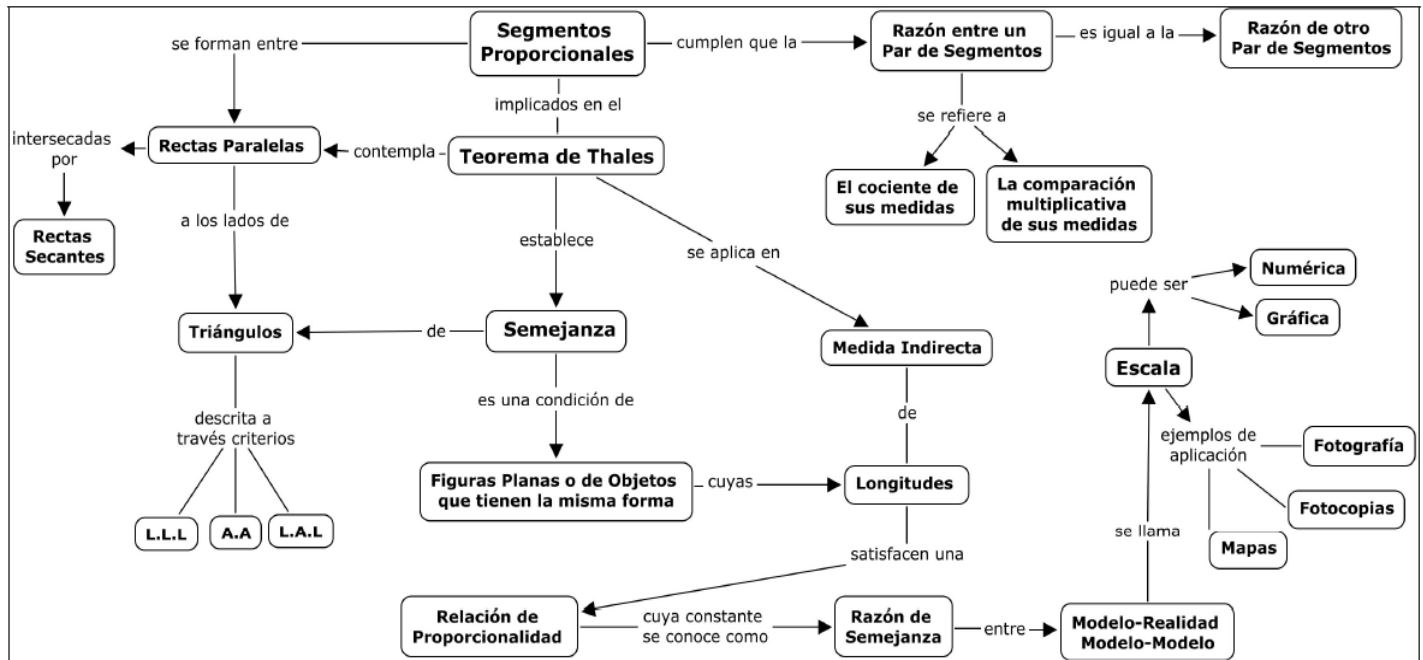 Segmentos
Proporcionales
se forman entre
cumplen que la
Razón entre un
Par de Segmentos
es igual a la
Razón de otro
Par de Segmentos
implicados en el
se refiere a
intersecadas
por
Rectas Paralelas
contempla
Teorema de Thales
El cociente de
sus medidas
La comparación
multiplicativa
de sus medidas
Rectas
Secantes
a los lados de
establece
se aplica en
puede ser
Numérica
Gráfica
Triángulos
de
Semejanza
Medida Indirecta
Escala
descrita a
través criterios
es una condición de
de
ejemplos de
aplicación
Fotografía
Figuras Planas o de Objetos
que tienen la misma forma
cuyas
Longitudes
Fotocopias
L.L.L
A.A
L.A.L
se llama
Mapas
satisfacen una
Relación de
Proporcionalidad
cuya constante
se conoce como
Razón de
Semejanza
entre
Modelo-Realidad
Modelo-Modelo